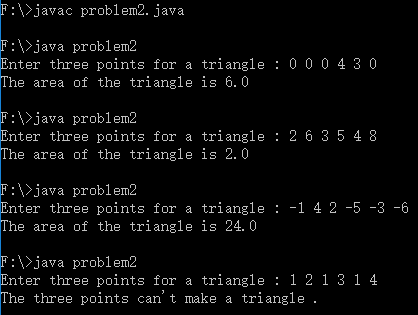 F:\>javac problem2.java
F:\>java problem2
Enter three points for a triangle : 0 0 0 4 3 0
The area of the triangle is 6.0
F:\>java problem2
Enter three points for a triangle : 2 6 3 5 4 8
The area of the triangle is 2.0
F:\>java problem2
Enter three points for a triangle : -1 4 2 -5 -3 -6
The area of the triangle is 24.0
F:\>java problem2
Enter three points for a triangle : 1 2 1 3 1 4
The three points can't make a triangle .